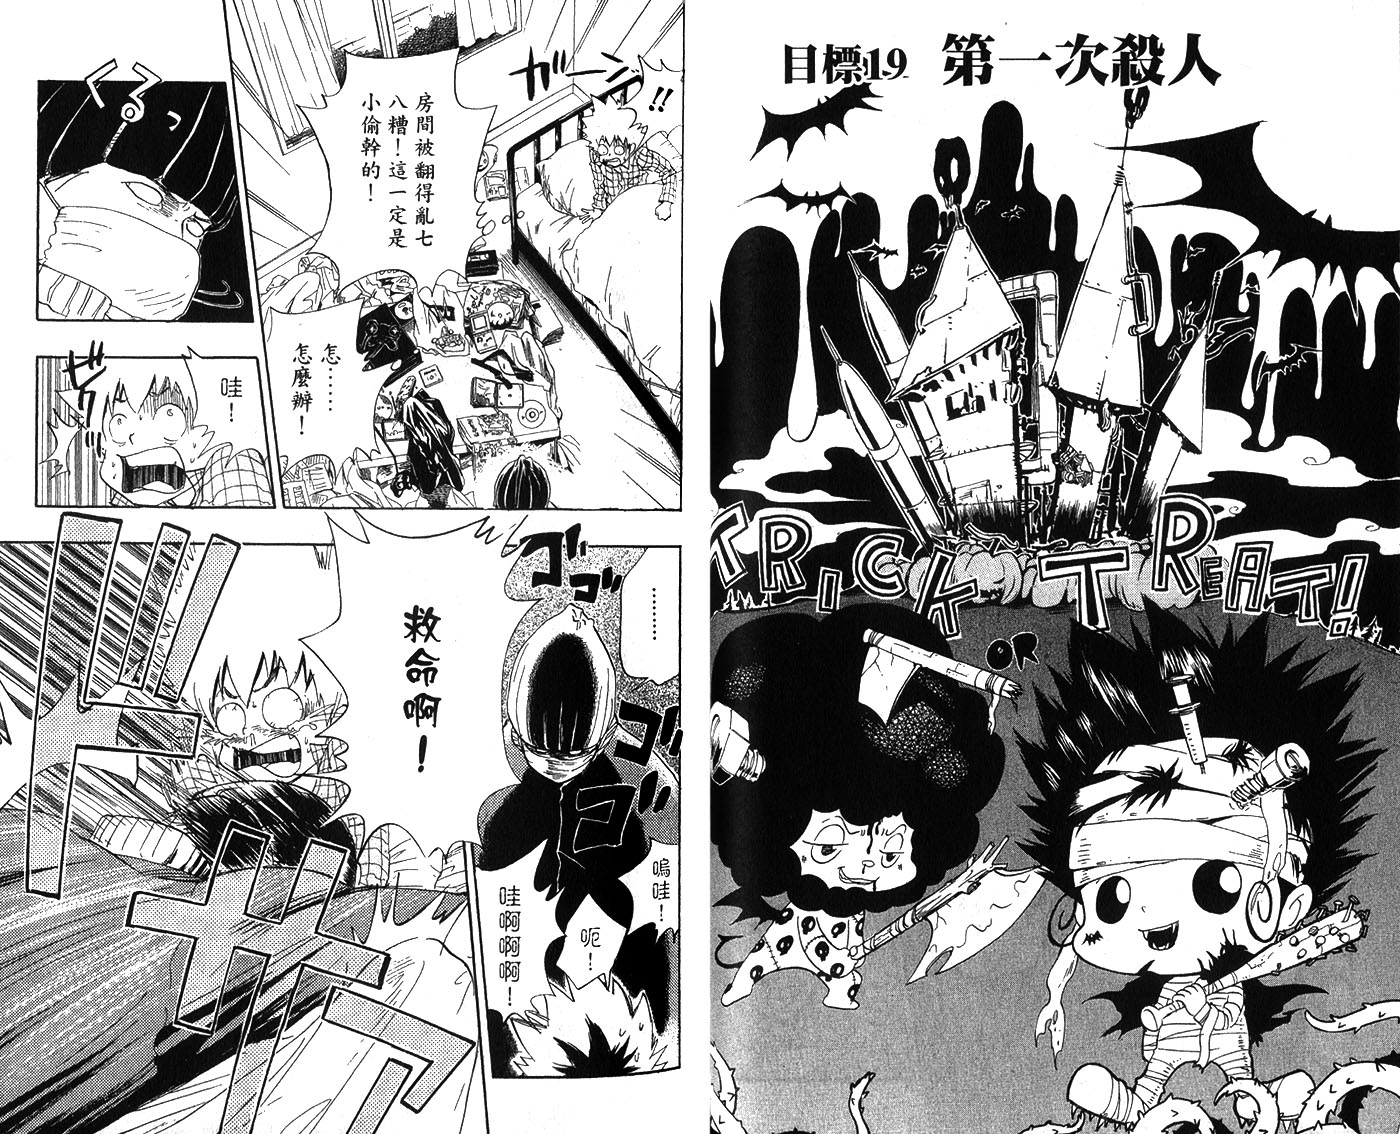 目標19 第一次殺人
TRICK
OR
TREAT!
ガーン
!!
房間被翻得亂七
八糟！這一定是
小偷幹的！
怎……
怎麼辦！
くるっ
哇！
………
ゴゴゴゴ
嗚哇！
呃！
哇啊啊啊！
救命啊！